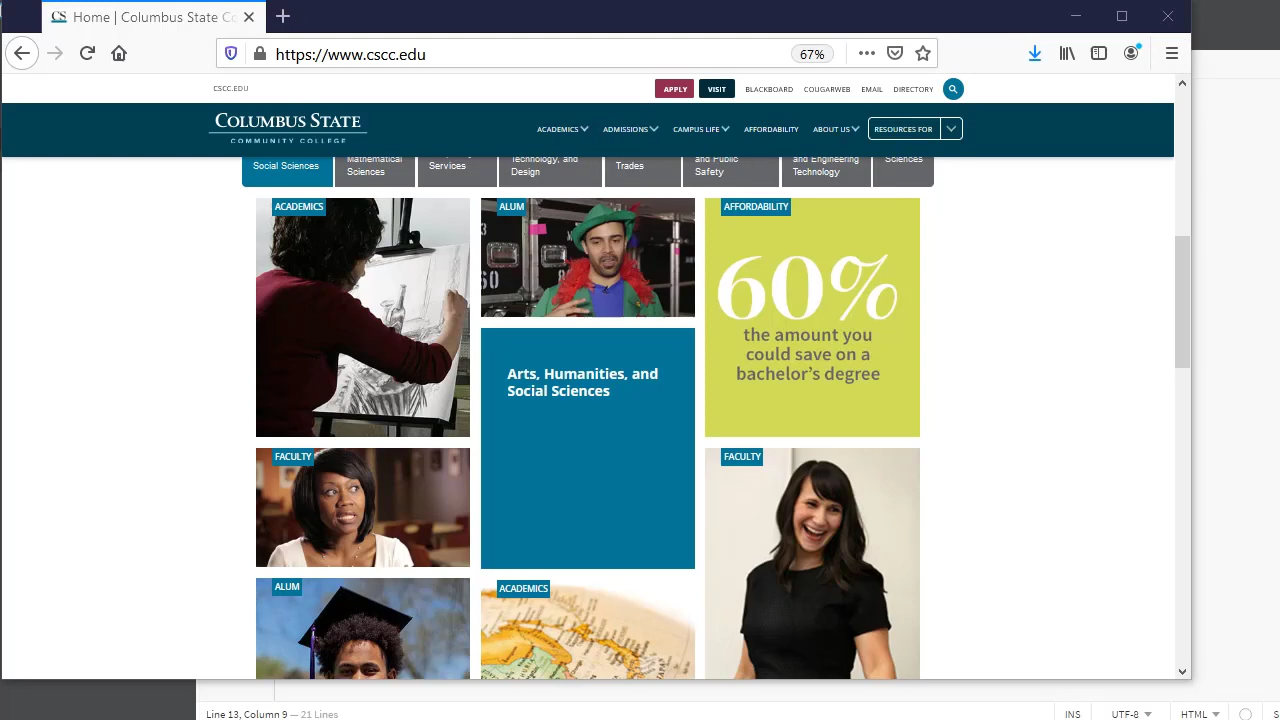 Home | Columbus State Co
https://www.cscc.edu
67%
CSCC.EDU
APPLY
VISIT
BLACKBOARD
COUGARWEB
EMAIL
DIRECTORY
COLUMBUS STATE
COMMUNITY COLLEGE
ACADEMICS
ADMISSIONS
CAMPUS LIFE
AFFORDABILITY
ABOUT US
RESOURCES FOR
Social Sciences
Mathematical
Sciences
Services
Technology, and
Design
Trades
and Public
Safety
and Engineering
Technology
Sciences
ACADEMICS
ALUM
AFFORDABILITY
60%
the amount you
could save on a
bachelor's degree
Arts, Humanities, and
Social Sciences
FACULTY
FACULTY
ALUM
ACADEMICS
Line 13, Column 9 — 21 Lines
INS
UTF-8
HTML